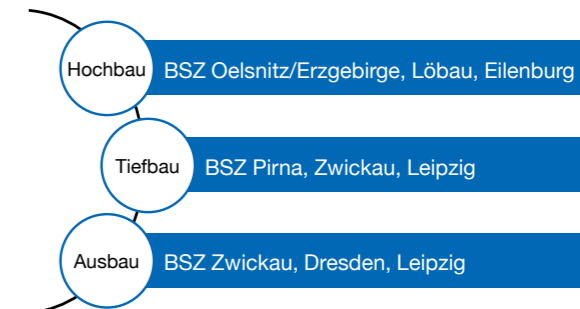 Hochbau BSZ Oelsnitz/Erzgebirge, Löbau, Eilenburg
Tiefbau BSZ Pirna, Zwickau, Leipzig
Ausbau BSZ Zwickau, Dresden, Leipzig